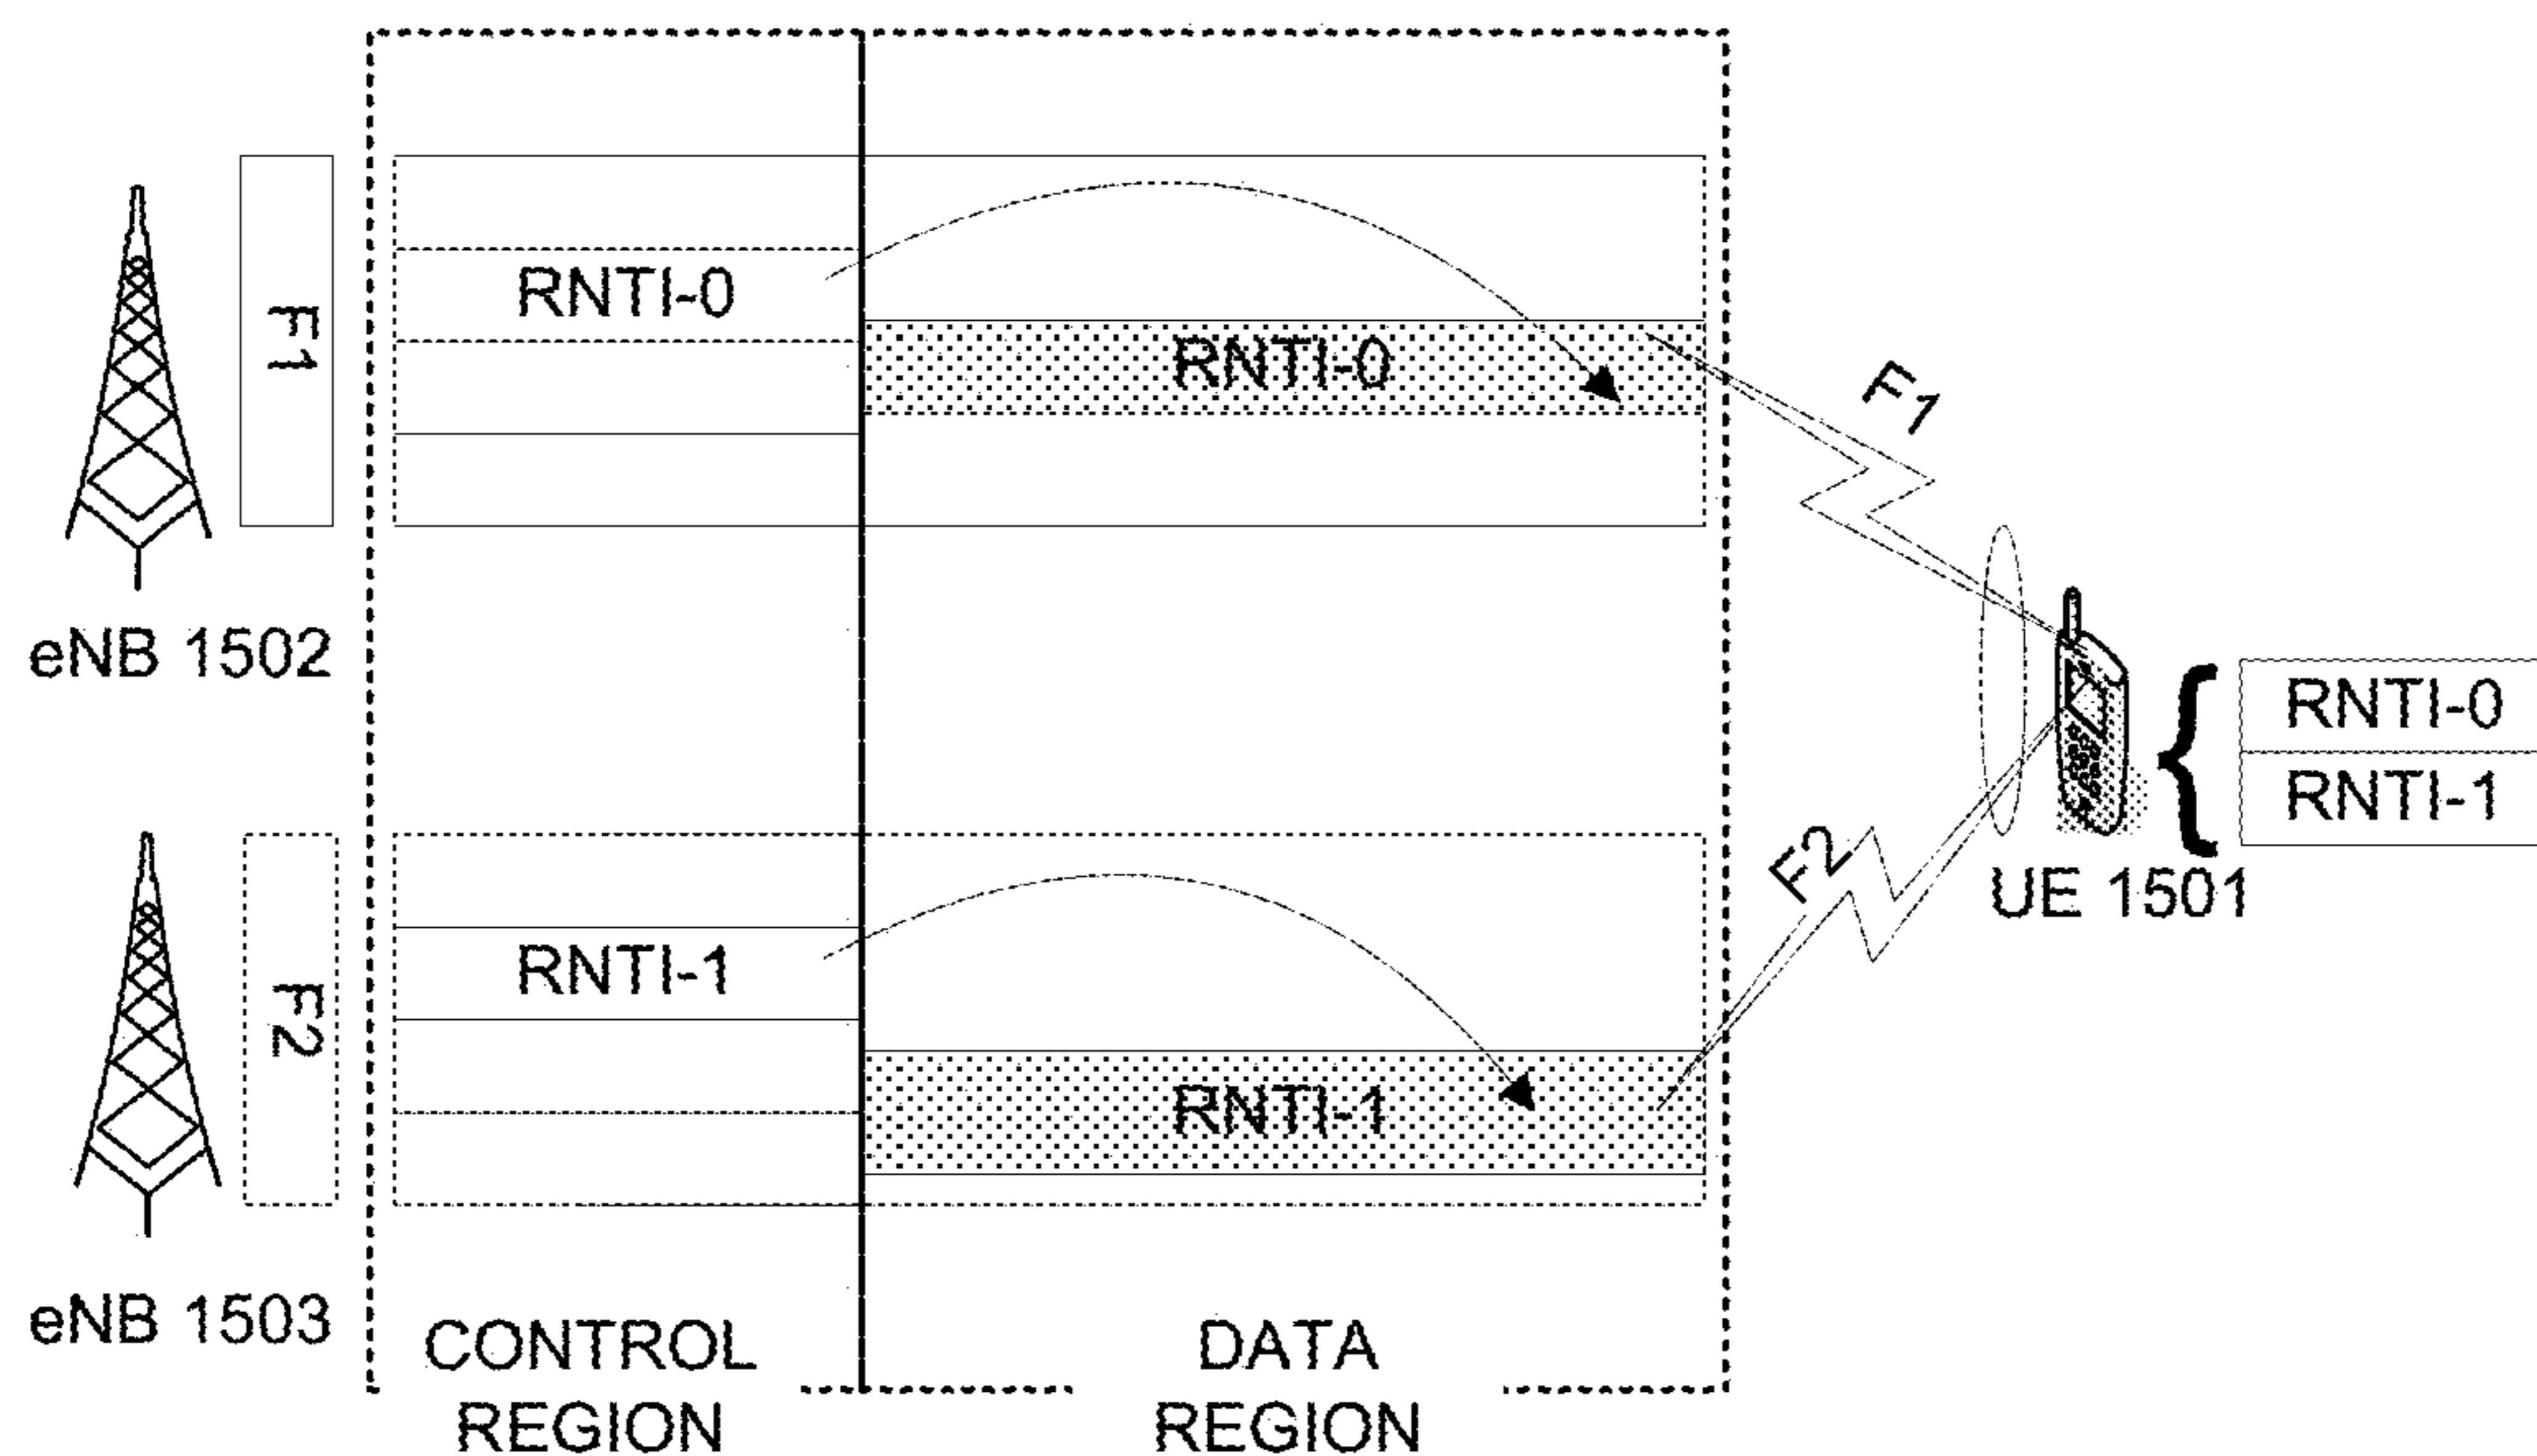 F1
RNTI-0
RNTI-0
F1
eNB 1502
RNTI-0
RNTI-1
UE 1501
F2
F2
RNTI-1
RNTI-1
eNB 1503
CONTROL
REGION
DATA
REGION